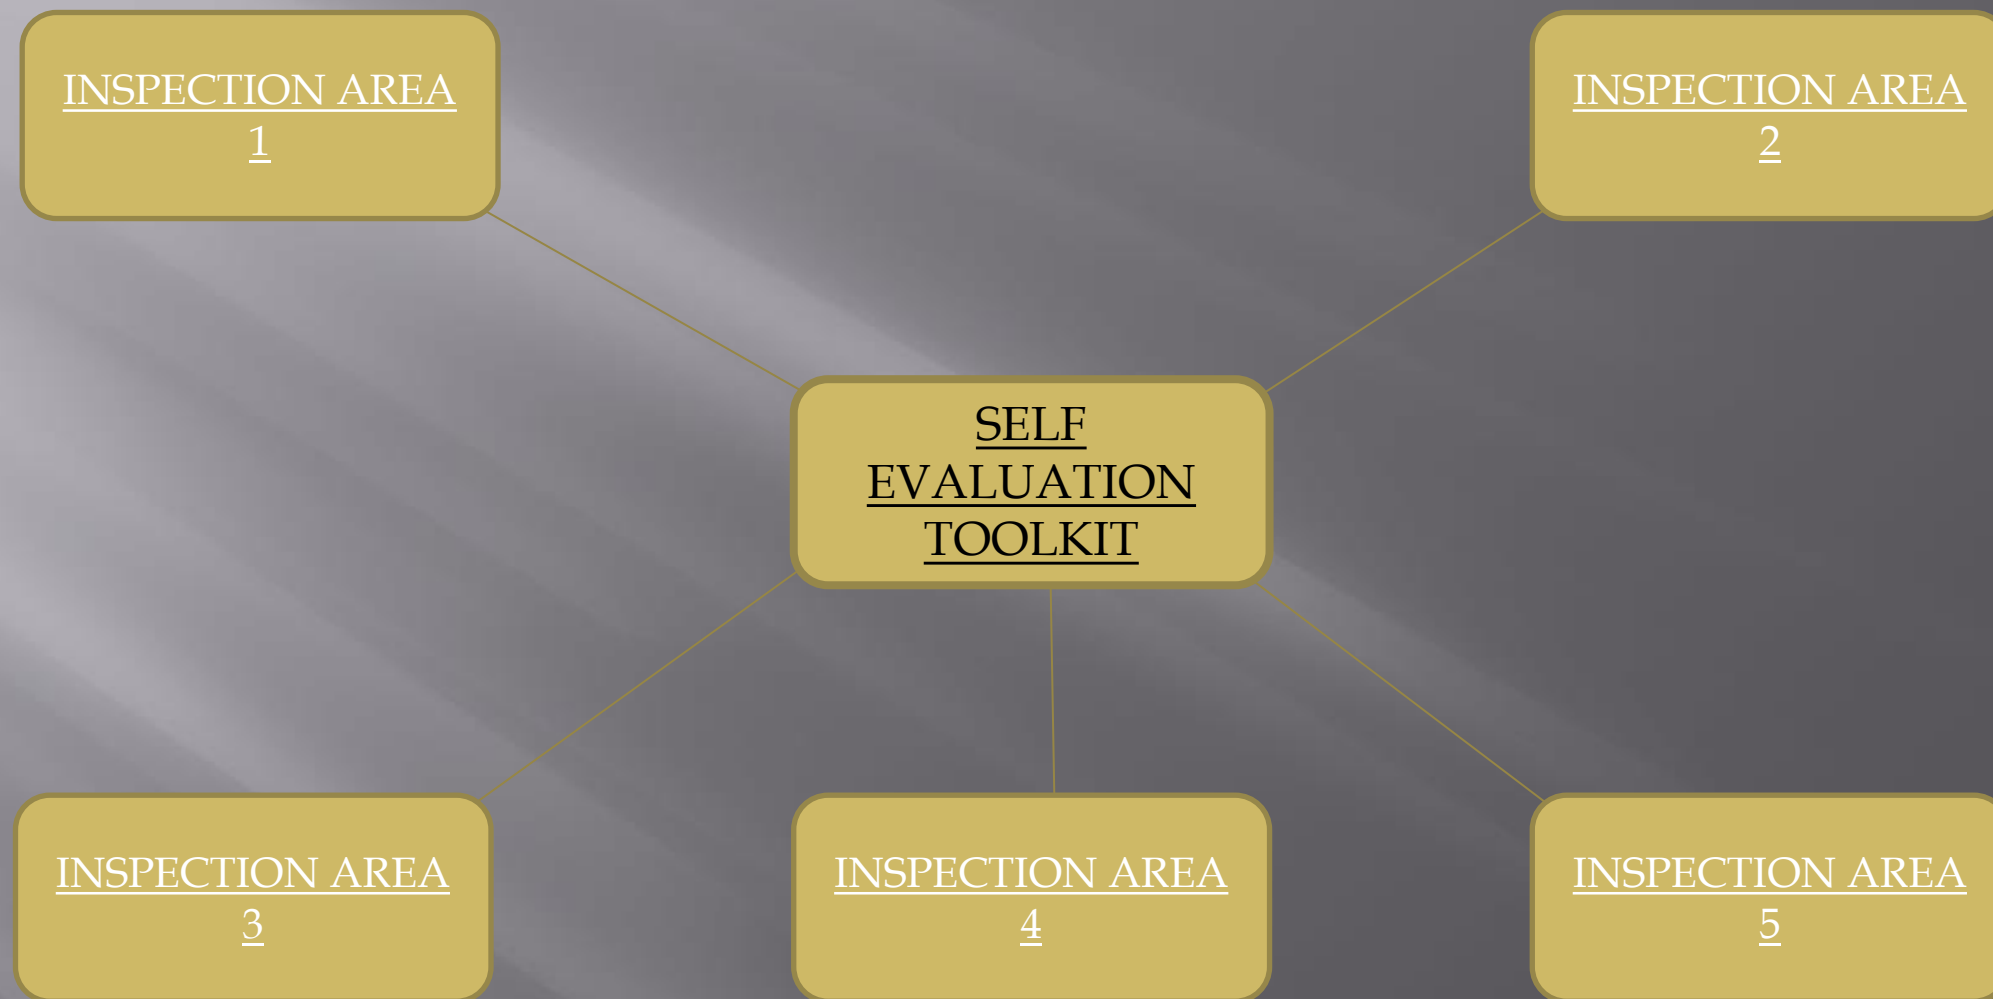 INSPECTION AREA
1
INSPECTION AREA
2
SELF
EVALUATION
TOOLKIT
INSPECTION AREA
3
INSPECTION AREA
4
INSPECTION AREA
5